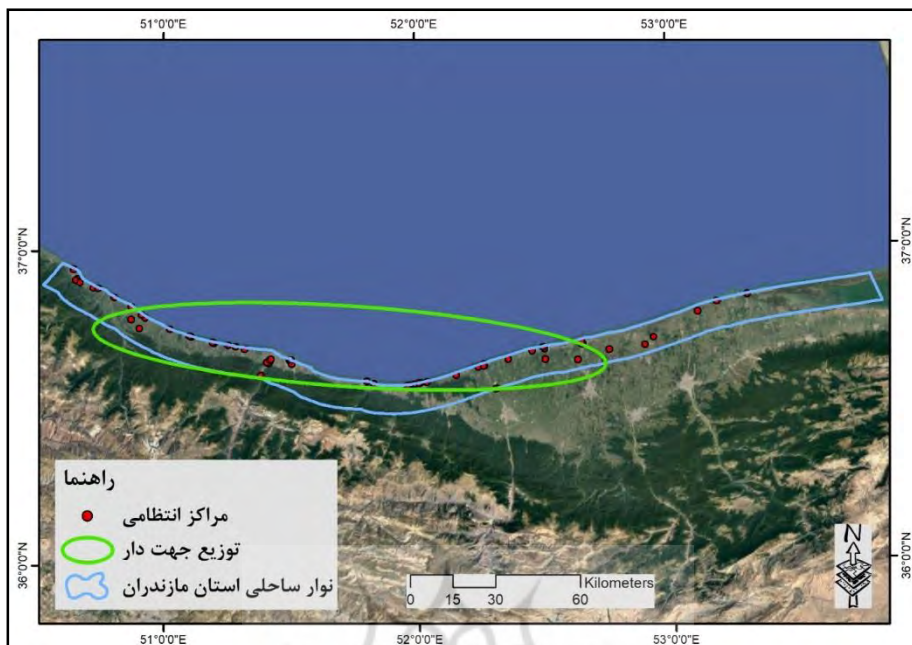 51°0'0"E 52°0'0"E 53°0'0"E
37°0'0"N 37°0'0"N
راهنما
مراکز انتظامی
توزیع جهت دار
نوار ساحلی استان مازندران
N
Kilometers
0 15 30 60
36°0'0"N 36°0'0"N
51°0'0"E 52°0'0"E 53°0'0"E